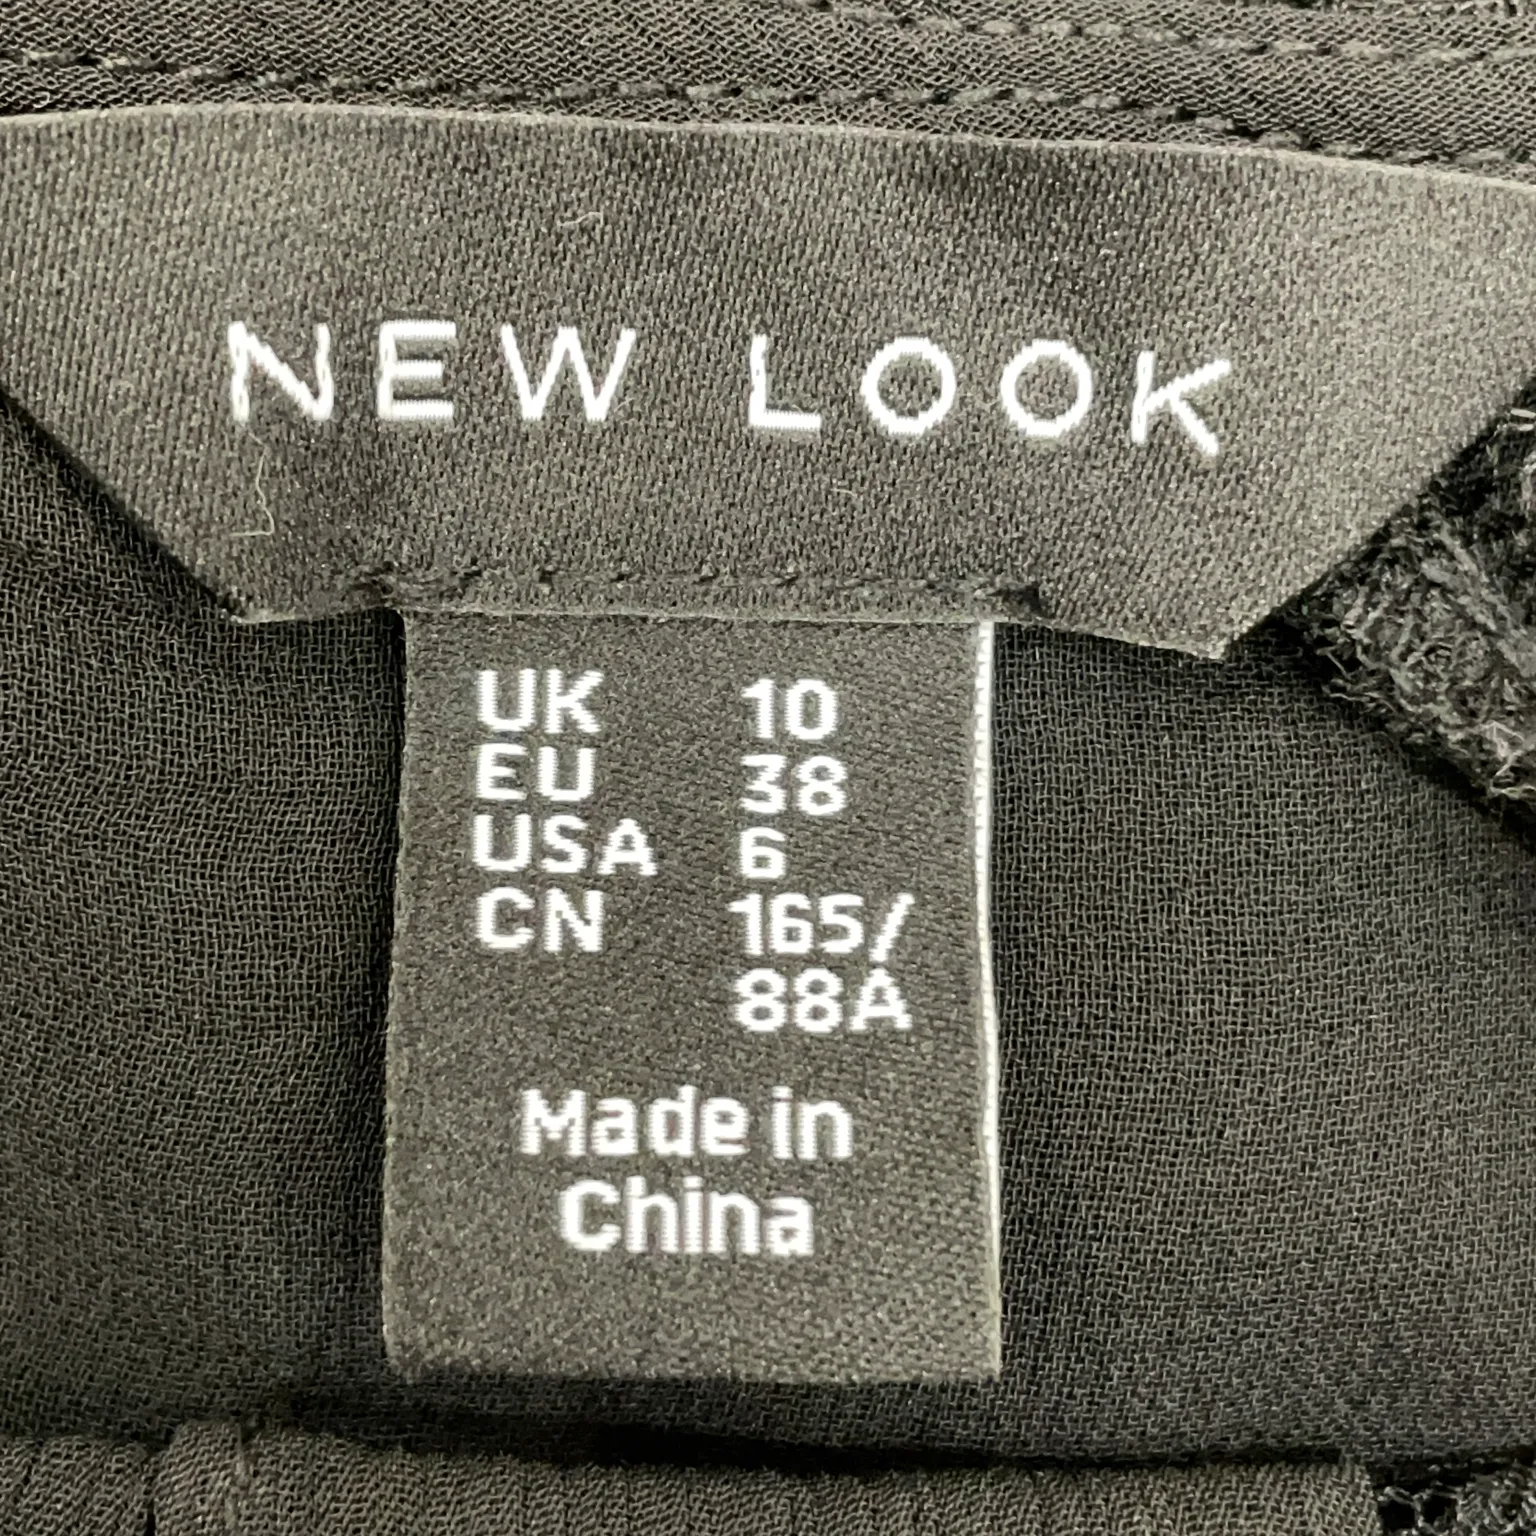 NEW LOOK
UK 10
EU 38
USA 6
CN 165/
88A
Made in
China